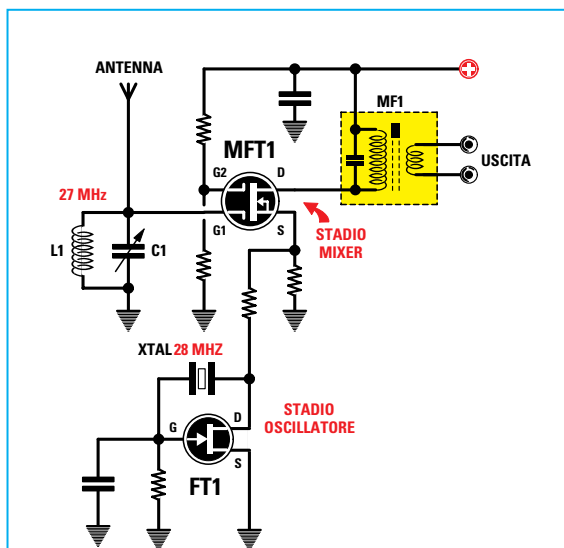 ANTENNA
MF1
G2
MFT1
D
USCITA
27 MHz
G1
S
STADIO
MIXER
L1
C1
XTAL 28 MHZ
D
STADIO
OSCILLATORE
G
S
FT1